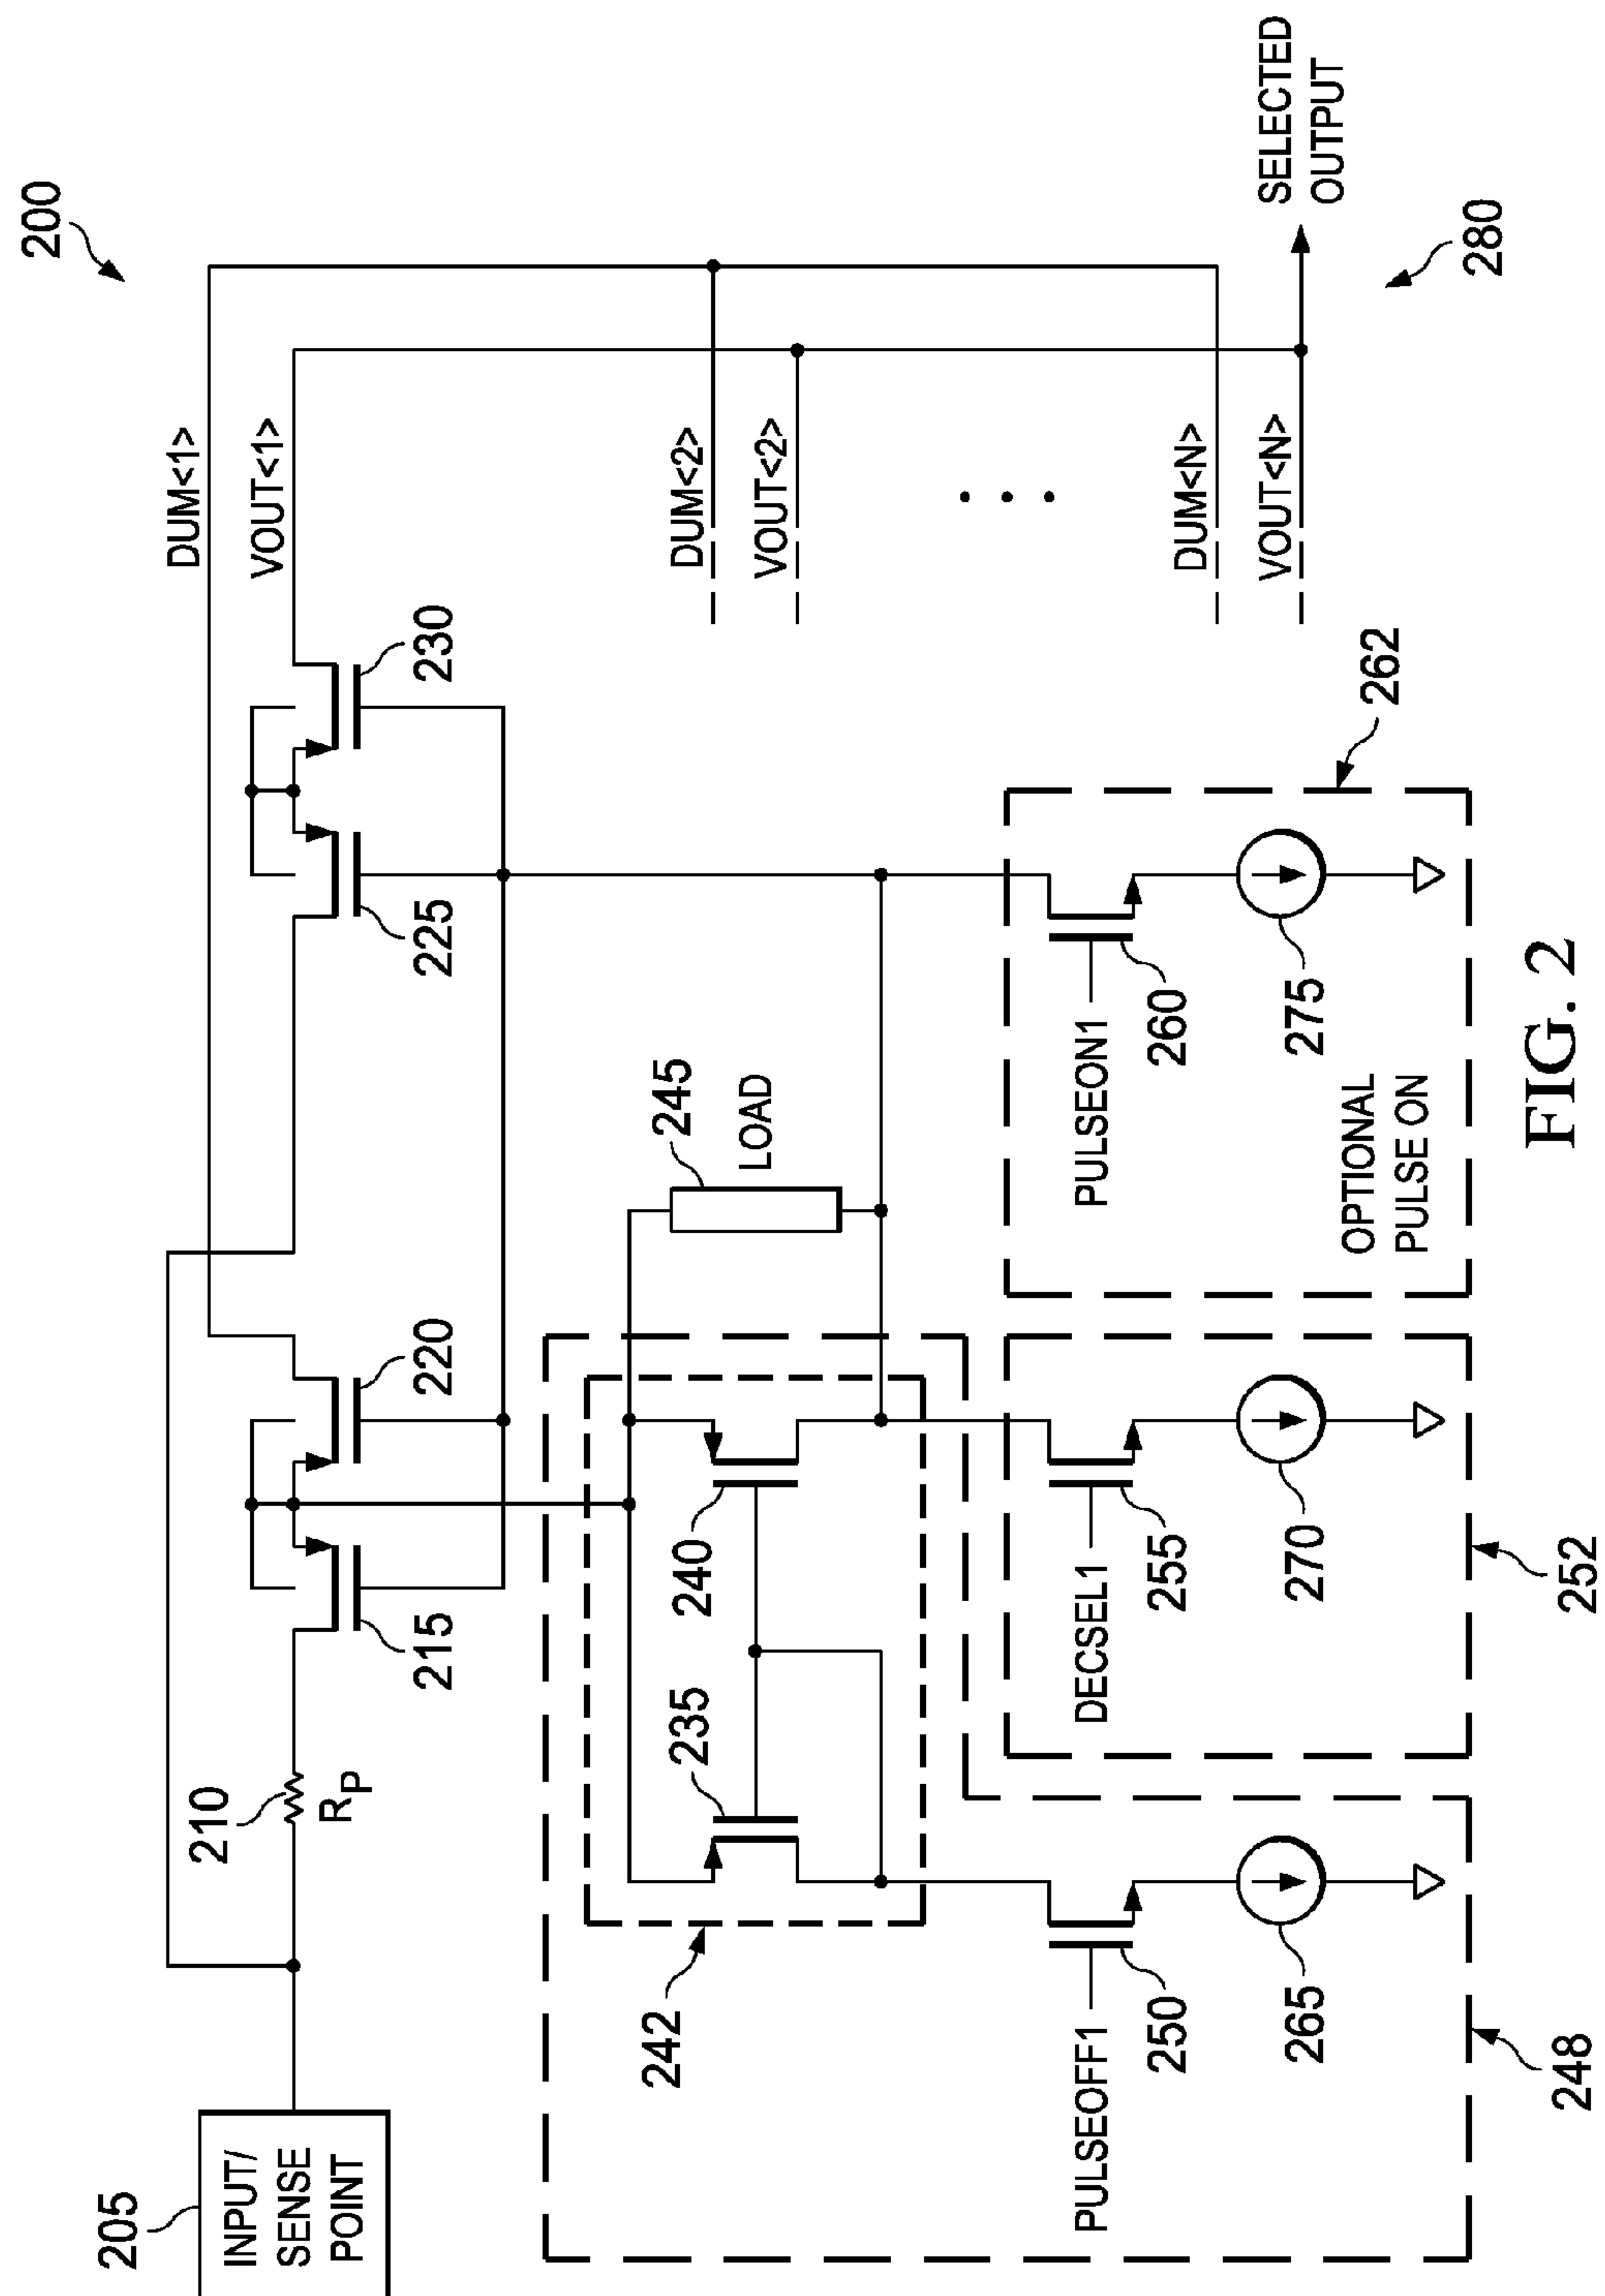 200
DUM<1>
VOUT<1>
205
INPUT/
SENSE
POINT
210
R_P
215
220
225
230
DUM<2>
VOUT<2>
DUM<N>
VOUT<N>
SELECTED
OUTPUT
280
235
240
242
245
LOAD
PULSEOFF1
250
265
248
DECSEL1
255
270
252
PULSEON1
260
275
262
OPTIONAL
PULSE ON
FIG. 2